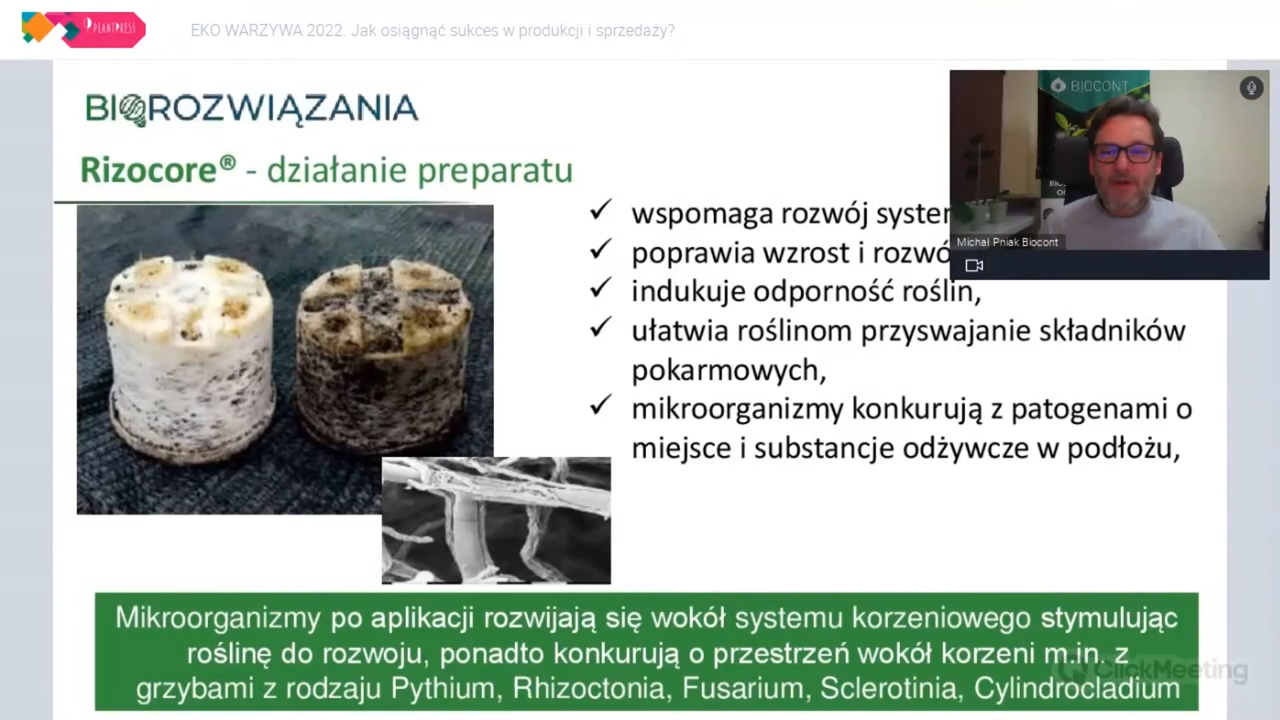 PLANTPRESS
EKO WARZYWA 2022. Jak osiągnąć sukces w produkcji i sprzedaży?
BIOROZWIĄZANIA
Rizocore® - działanie preparatu
BIOCONT
Michał Pniak Biocont
✓ wspomaga rozwój system
✓ poprawia wzrost i rozwó
✓ indukuje odporność roślin,
✓ ułatwia roślinom przyswajanie składników
pokarmowych,
✓ mikroorganizmy konkurują z patogenami o
miejsce i substancje odżywcze w podłożu,
Mikroorganizmy po aplikacji rozwijają się wokół systemu korzeniowego stymulując
roślinę do rozwoju, ponadto konkurują o przestrzeń wokół korzeni m.in. z
grzybami z rodzaju Pythium, Rhizoctonia, Fusarium, Sclerotinia, Cylindrocladium
ClickMeeting